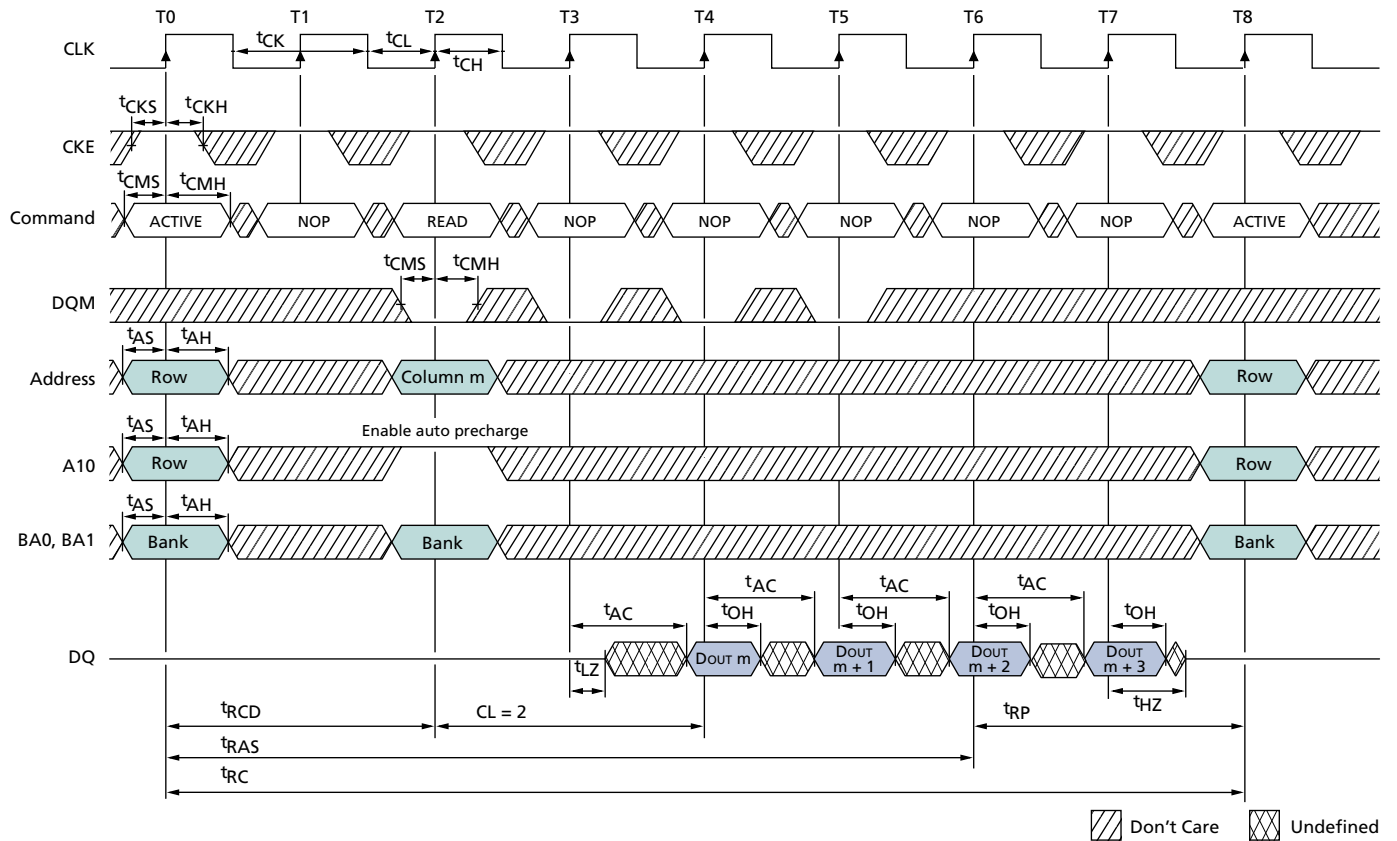 T0 T1 T2 T3 T4 T5 T6 T7 T8
CLK
tCK tCL
tCH
tCKS tCKH
CKE
tCMS tCMH
Command ACTIVE NOP READ NOP NOP NOP NOP NOP ACTIVE
tCMS tCMH
DQM
tAS tAH
Address Row Column m Row
tAS tAH
Enable auto precharge
A10 Row Row
tAS tAH
BA0, BA1 Bank Bank Bank
tAC tAC tAC
tAC tOH tOH tOH tOH
DQ DOUT m DOUT m + 1 DOUT m + 2 DOUT m + 3
tLZ tHZ
tRCD CL = 2 tRP
tRAS
tRC
Don't Care Undefined